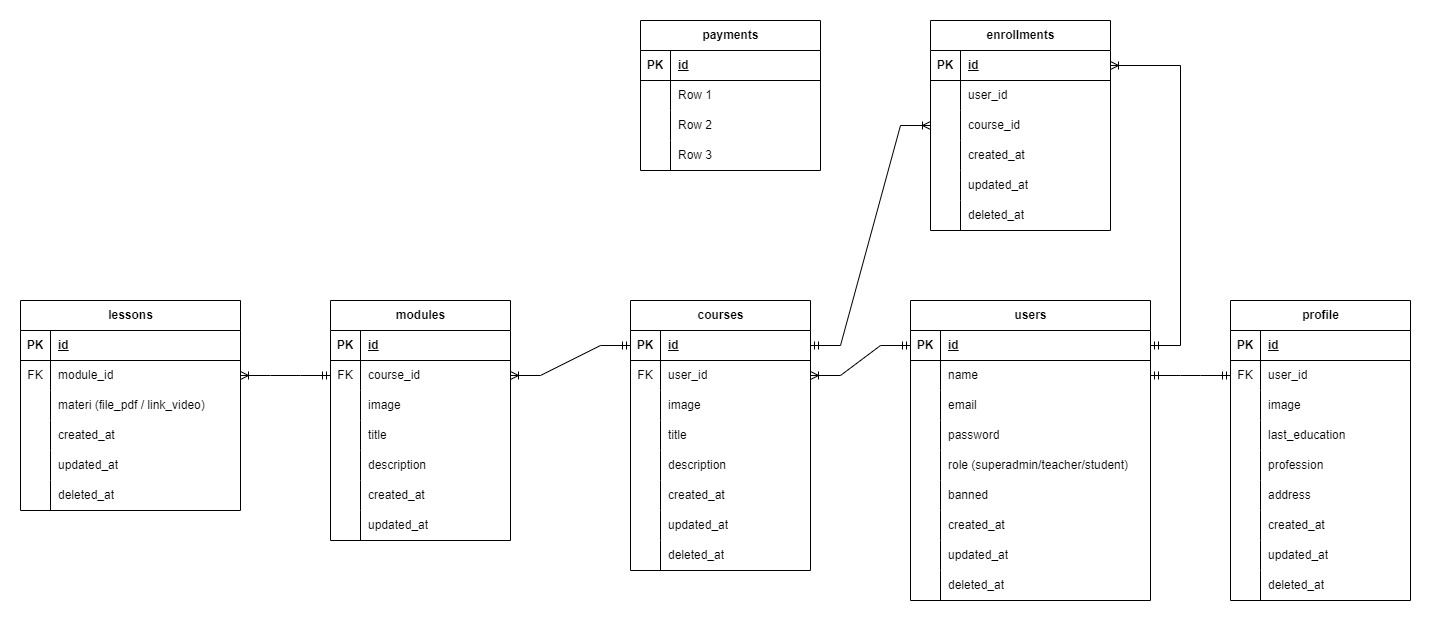 payments
PK id
Row 1
Row 2
Row 3
enrollments
PK id
user_id
course_id
created_at
updated_at
deleted_at
lessons
PK id
FK module_id
materi (file_pdf / link_video)
created_at
updated_at
deleted_at
modules
PK id
FK course_id
image
title
description
created_at
updated_at
courses
PK id
FK user_id
image
title
description
created_at
updated_at
deleted_at
users
PK id
name
email
password
role (superadmin/teacher/student)
banned
created_at
updated_at
deleted_at
profile
PK id
FK user_id
image
last_education
profession
address
created_at
updated_at
deleted_at